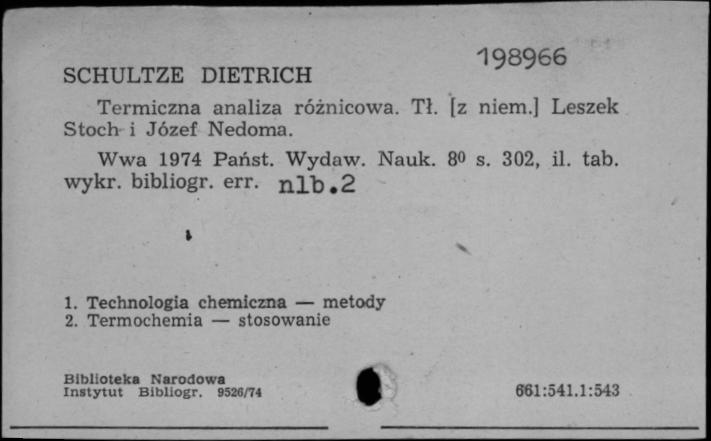 198966
SCHULTZE DIETRICH
Termiczna analiza różnicowa. Tł. [z niem.] Leszek
Stoch i Józef Nedoma.
Wwa 1974 Państ. Wydaw. Nauk. 8⁰ s. 302, il. tab.
wykr. bibliogr. err. nlb.2
1. Technologia chemiczna — metody
2. Termochemia — stosowanie
Biblioteka Narodowa
Instytut Bibliogr. 9526/74
661:541.1:543